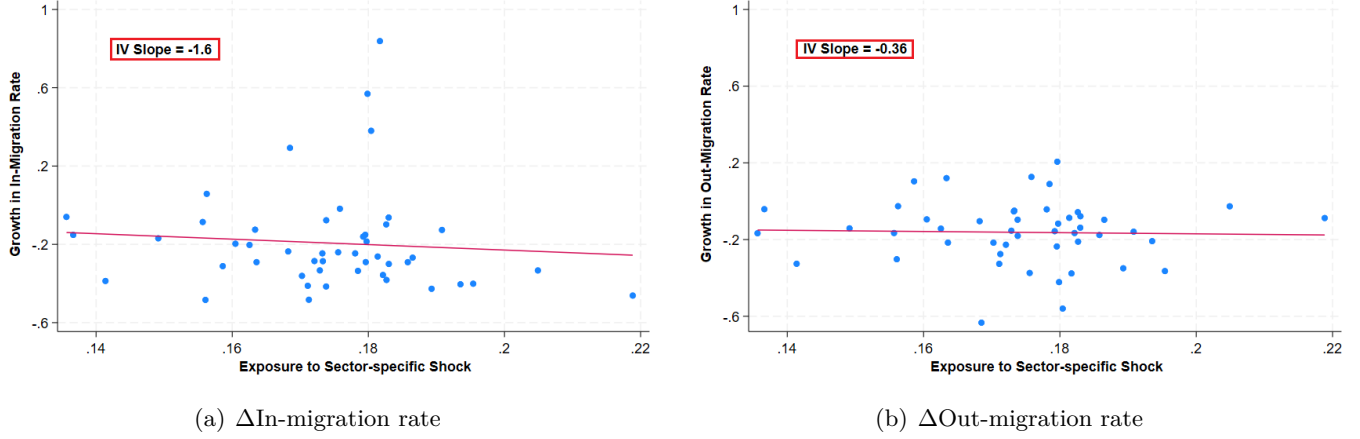 1
.6
.2
-.2
-.6
Growth in In-Migration Rate
IV Slope = -1.6
.14 .16 .18 .2 .22
Exposure to Sector-specific Shock
(a) ΔIn-migration rate
1
.6
.2
-.2
-.6
Growth in Out-Migration Rate
IV Slope = -0.36
.14 .16 .18 .2 .22
Exposure to Sector-specific Shock
(b) ΔOut-migration rate